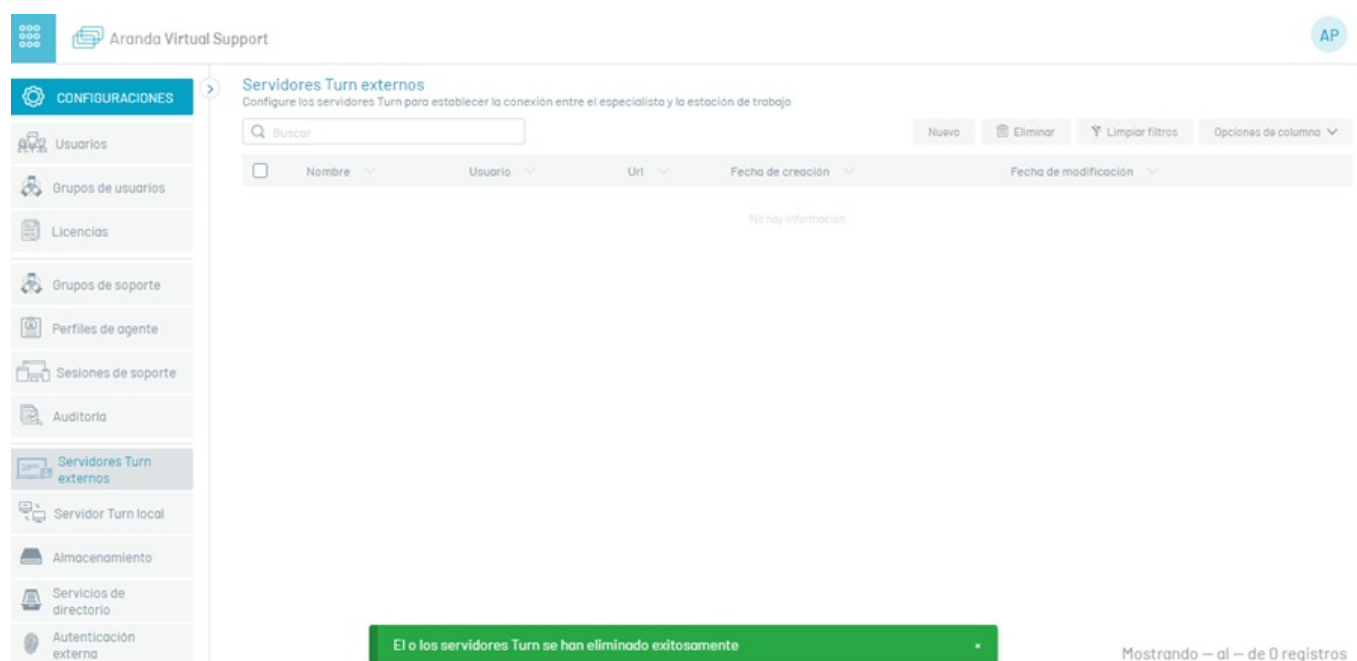 Aranda Virtual Support
AP
CONFIGURACIONES
Usuarios
Grupos de usuarios
Licencias
Grupos de soporte
Perfiles de agente
Sesiones de soporte
Auditoría
Servidores Turn
externos
Servidor Turn local
Almacenamiento
Servicios de
directorio
Autenticación
externa
Servidores Turn externos
Configure los servidores Turn para establecer la conexión entre el especialista y la estación de trabajo
Buscar
Nuevo Eliminar Limpiar filtros Opciones de columna
Nombre Usuario Url Fecha de creación Fecha de modificación
No hay información
El o los servidores Turn se han eliminado exitosamente ×
Mostrando — al — de 0 registros